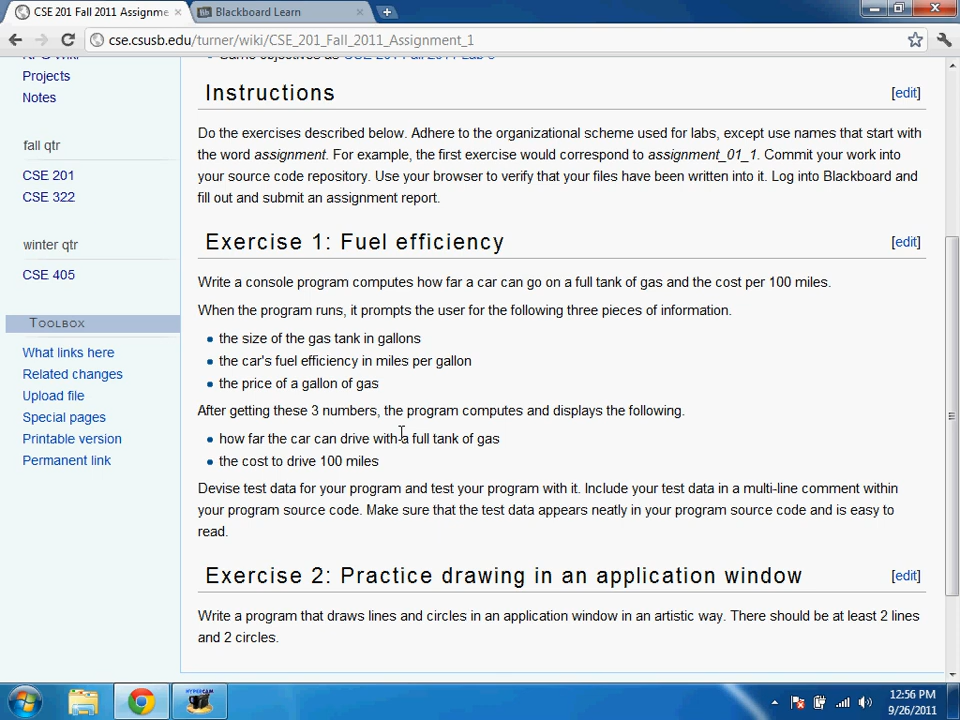 CSE 201 Fall 2011 Assignme
Blackboard Learn
cse.csusb.edu/turner/wiki/CSE_201_Fall_2011_Assignment_1
Projects
Notes
fall qtr
CSE 201
CSE 322
winter qtr
CSE 405
Toolbox
What links here
Related changes
Upload file
Special pages
Printable version
Permanent link
Instructions
[edit]
Do the exercises described below. Adhere to the organizational scheme used for labs, except use names that start with
the word assignment. For example, the first exercise would correspond to assignment_01_1. Commit your work into
your source code repository. Use your browser to verify that your files have been written into it. Log into Blackboard and
fill out and submit an assignment report.
Exercise 1: Fuel efficiency
[edit]
Write a console program computes how far a car can go on a full tank of gas and the cost per 100 miles.
When the program runs, it prompts the user for the following three pieces of information.
the size of the gas tank in gallons
the car's fuel efficiency in miles per gallon
the price of a gallon of gas
After getting these 3 numbers, the program computes and displays the following.
how far the car can drive with a full tank of gas
the cost to drive 100 miles
Devise test data for your program and test your program with it. Include your test data in a multi-line comment within
your program source code. Make sure that the test data appears neatly in your program source code and is easy to
read.
Exercise 2: Practice drawing in an application window
[edit]
Write a program that draws lines and circles in an application window in an artistic way. There should be at least 2 lines
and 2 circles.
HYPERCAM
12:56 PM
9/26/2011